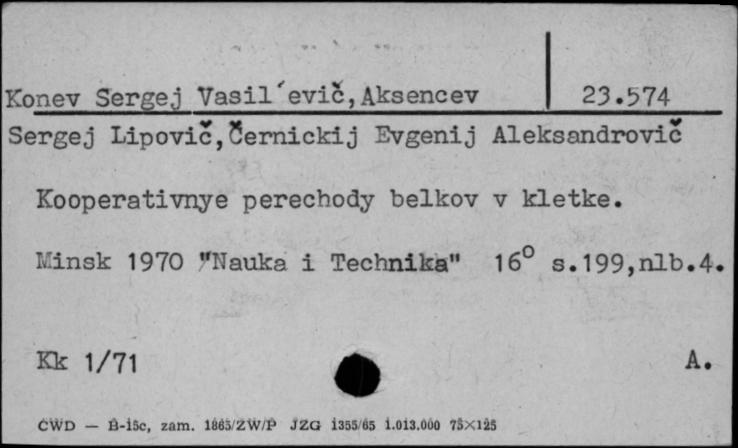 Konev Sergej Vasil´evič,Aksencev 23.574
Sergej Lipovič,Černickij Evgenij Aleksandrovič
Kooperativnye perechody belkov v kletke.
Minsk 1970 "Nauka i Technika" 16° s.199,nlb.4.
Kk 1/71 A.
CWD — B-15c, zam. 1865/ZW/P JZG 1355/65 1.013.000 75×125